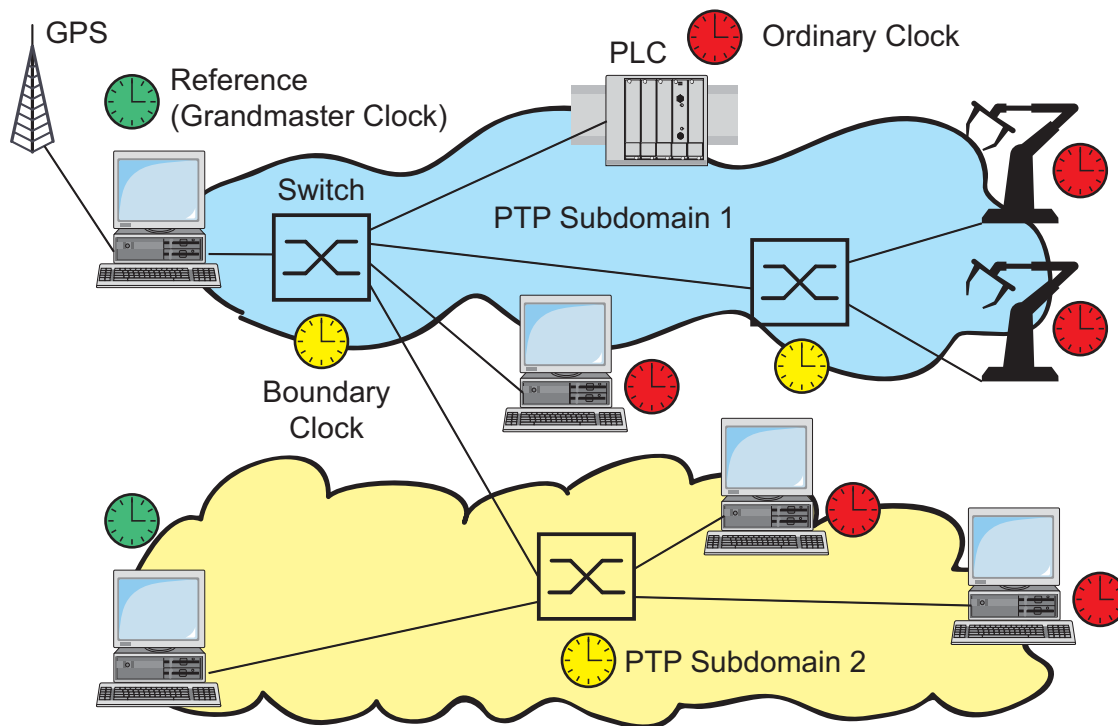 GPS
Reference
(Grandmaster Clock)
PLC
Ordinary Clock
Switch
PTP Subdomain 1
Boundary
Clock
PTP Subdomain 2